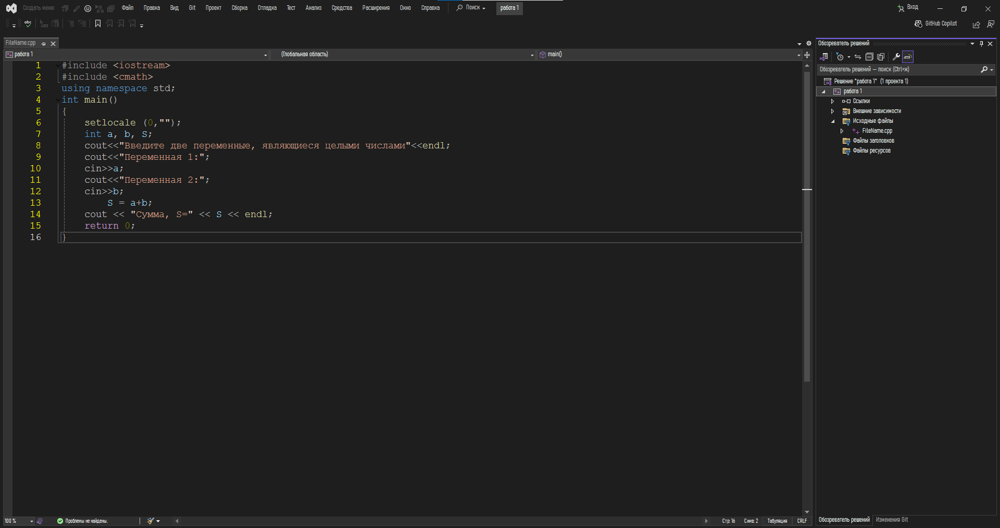 Создать меню Файл Правка Вид Git Проект Сборка Отладка Тест Анализ Средства Расширения Окно Справка Поиск работа 1 Вход
abc GitHub Copilot
FileName.cpp
работа 1 (Глобальная область) main()
1 #include <iostream>
2 #include <cmath>
3 using namespace std;
4 int main()
5 {
6 setlocale (0,"");
7 int a, b, S;
8 cout<<"Введите две переменные, являющиеся целыми числами"<<endl;
9 cout<<"Переменная 1:";
10 cin>>a;
11 cout<<"Переменная 2:";
12 cin>>b;
13 S = a+b;
14 cout << "Сумма, S=" << S << endl;
15 return 0;
16 }
100 % Проблемы не найдены. Стр: 16 Симв: 2 Табуляция CRLF
Обозреватель решений
Обозреватель решений — поиск (Ctrl+ж)
Решение "работа 1" (1 проекта 1)
работа 1
Ссылки
Внешние зависимости
Исходные файлы
FileName.cpp
Файлы заголовков
Файлы ресурсов
Обозреватель решений Изменения Git